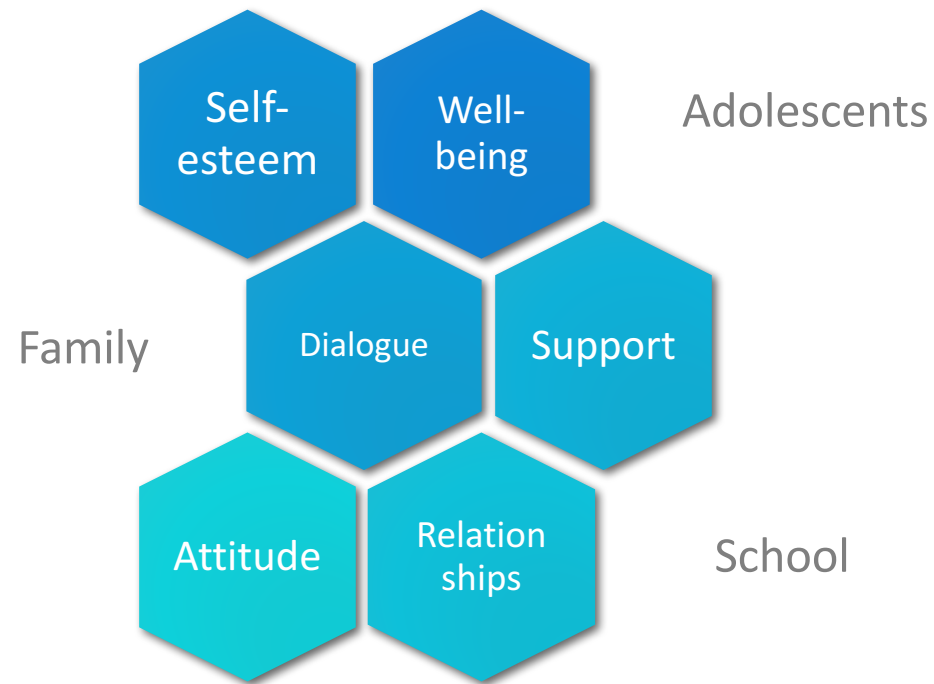 Self-
esteem
Well-
being
Adolescents
Family
Dialogue
Support
Attitude
Relation
ships
School